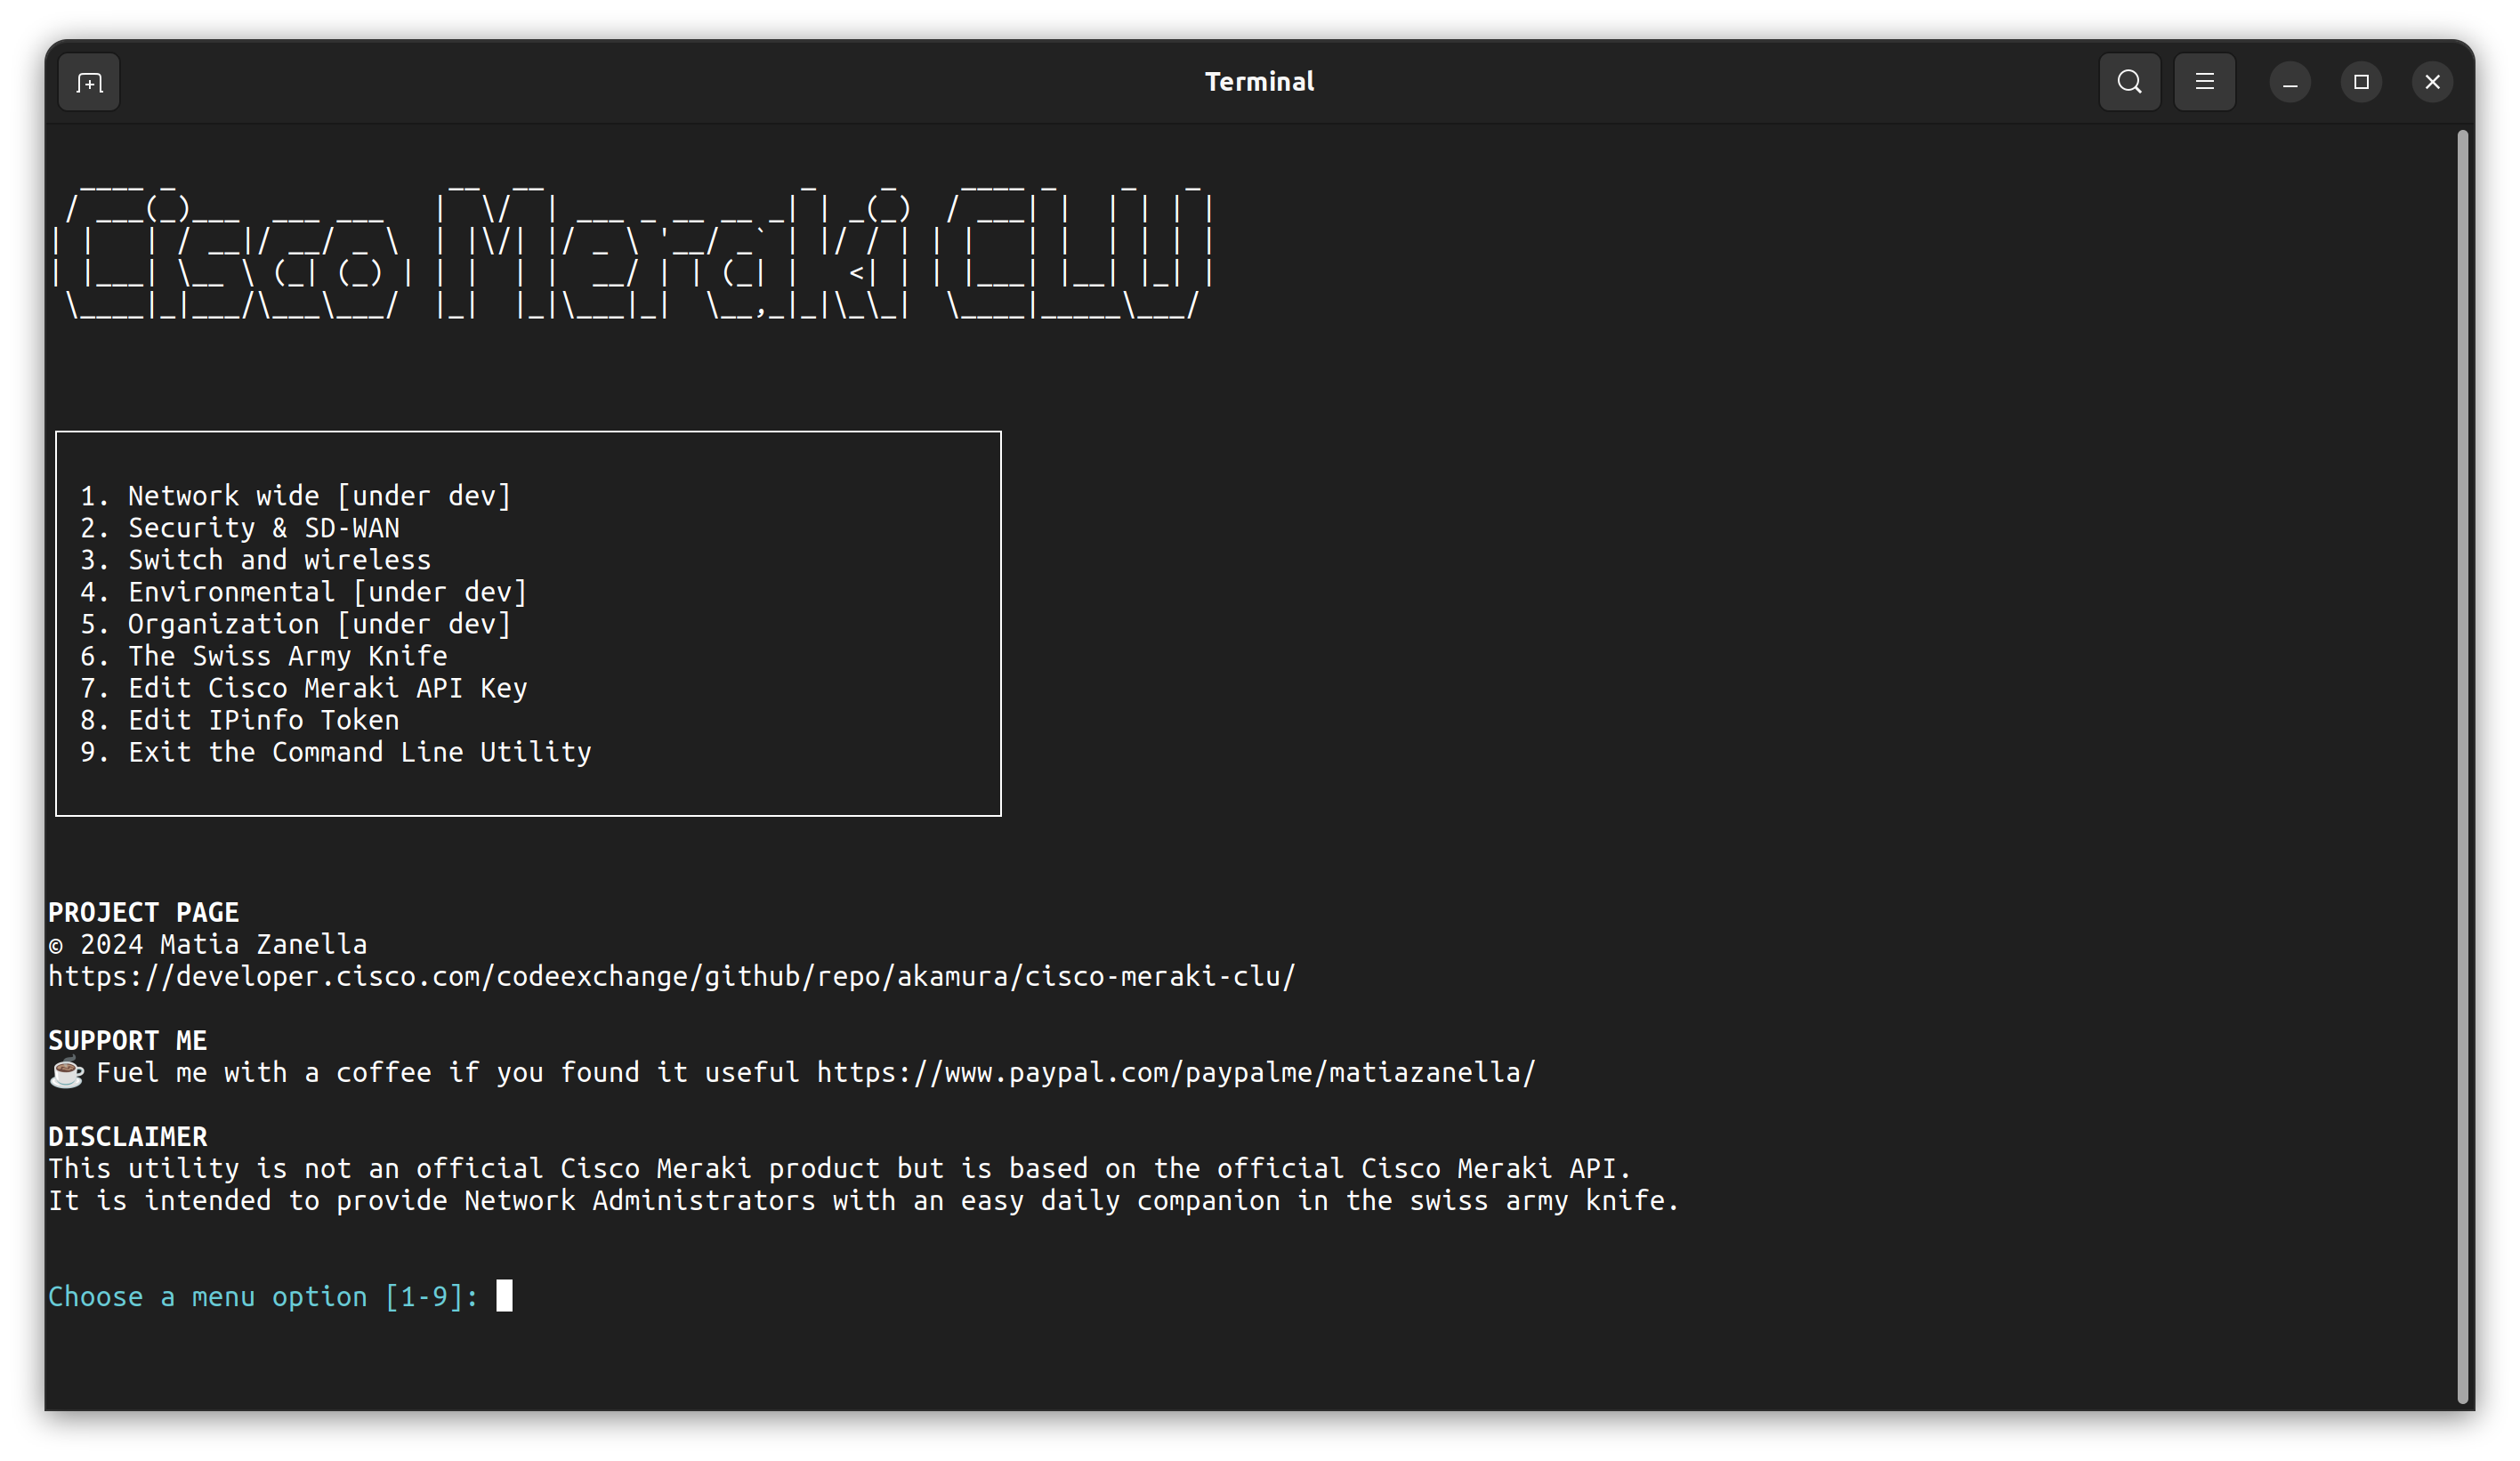 Terminal
Cisco Meraki CLU
1. Network wide [under dev]
2. Security & SD-WAN
3. Switch and wireless
4. Environmental [under dev]
5. Organization [under dev]
6. The Swiss Army Knife
7. Edit Cisco Meraki API Key
8. Edit IPinfo Token
9. Exit the Command Line Utility
PROJECT PAGE
© 2024 Matia Zanella
https://developer.cisco.com/codeexchange/github/repo/akamura/cisco-meraki-clu/
SUPPORT ME
☕ Fuel me with a coffee if you found it useful https://www.paypal.com/paypalme/matiazanella/
DISCLAIMER
This utility is not an official Cisco Meraki product but is based on the official Cisco Meraki API.
It is intended to provide Network Administrators with an easy daily companion in the swiss army knife.
Choose a menu option [1-9]: